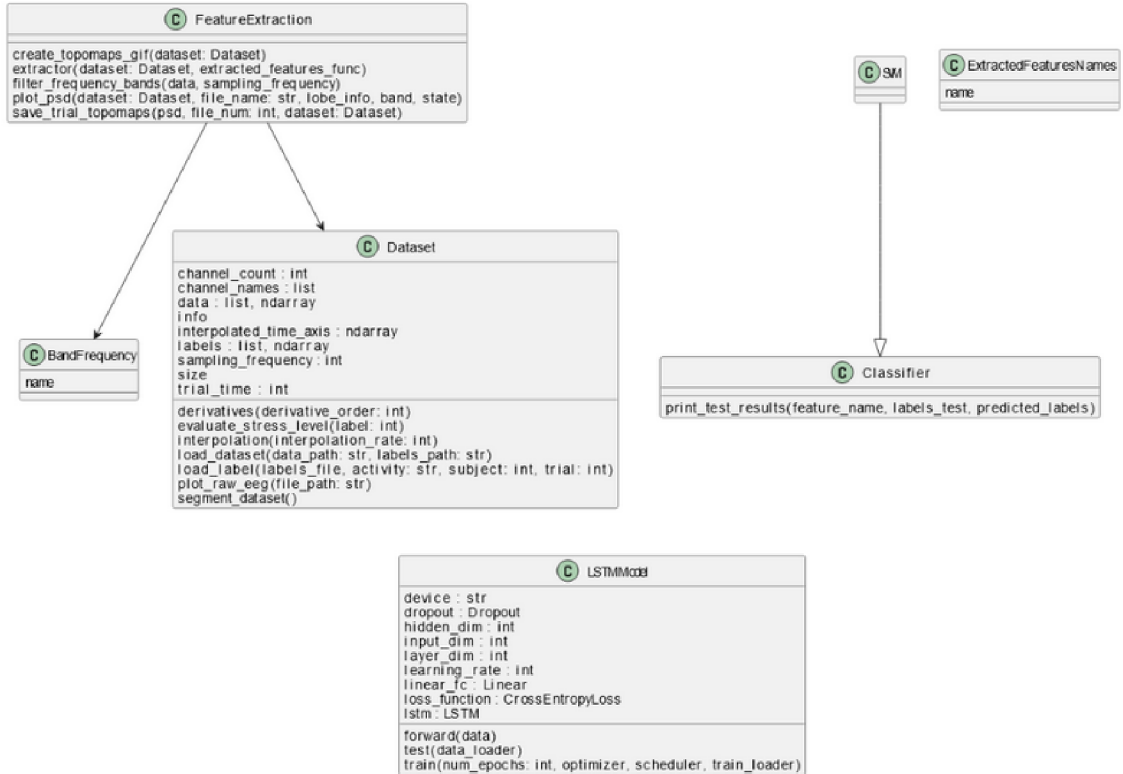 C FeatureExtraction
create_topomaps_gif(dataset: Dataset)
extractor(dataset: Dataset, extracted_features_func)
filter_frequency_bands(data, sampling_frequency)
plot_psd(dataset: Dataset, file_name: str, lobe_info, band, state)
save_trial_topomaps(psd, file_num: int, dataset: Dataset)
C SVM
C ExtractedFeaturesNames
name
C Dataset
channel_count : int
channel_names : list
data : list, ndarray
info
interpolated_time_axis : ndarray
labels : list, ndarray
sampling_frequency : int
size
trial_time : int
derivatives(derivative_order: int)
evaluate_stress_level(label: int)
interpolation(interpolation_rate: int)
load_dataset(data_path: str, labels_path: str)
load_label(labels_file, activity: str, subject: int, trial: int)
plot_raw_eeg(file_path: str)
segment_dataset()
C BandFrequency
name
C Classifier
print_test_results(feature_name, labels_test, predicted_labels)
C LSTMModel
device : str
dropout : Dropout
hidden_dim : int
input_dim : int
layer_dim : int
learning_rate : int
linear_fc : Linear
loss_function : CrossEntropyLoss
lstm : LSTM
forward(data)
test(data_loader)
train(num_epochs: int, optimizer, scheduler, train_loader)